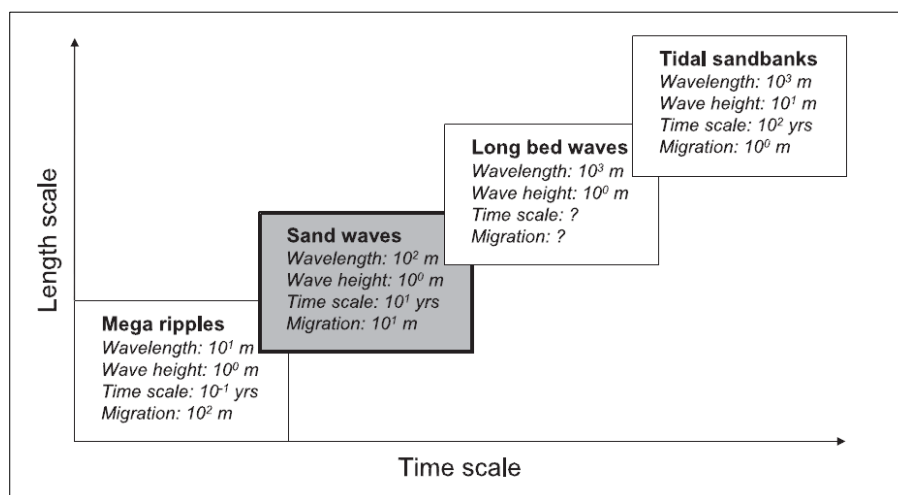 Tidal sandbanks
Wavelength: 10³ m
Wave height: 10¹ m
Time scale: 10² yrs
Migration: 10⁰ m
Long bed waves
Wavelength: 10³ m
Wave height: 10⁰ m
Time scale: ?
Migration: ?
Sand waves
Wavelength: 10² m
Wave height: 10⁰ m
Time scale: 10¹ yrs
Migration: 10¹ m
Mega ripples
Wavelength: 10¹ m
Wave height: 10⁰ m
Time scale: 10⁻¹ yrs
Migration: 10² m
Length scale
Time scale